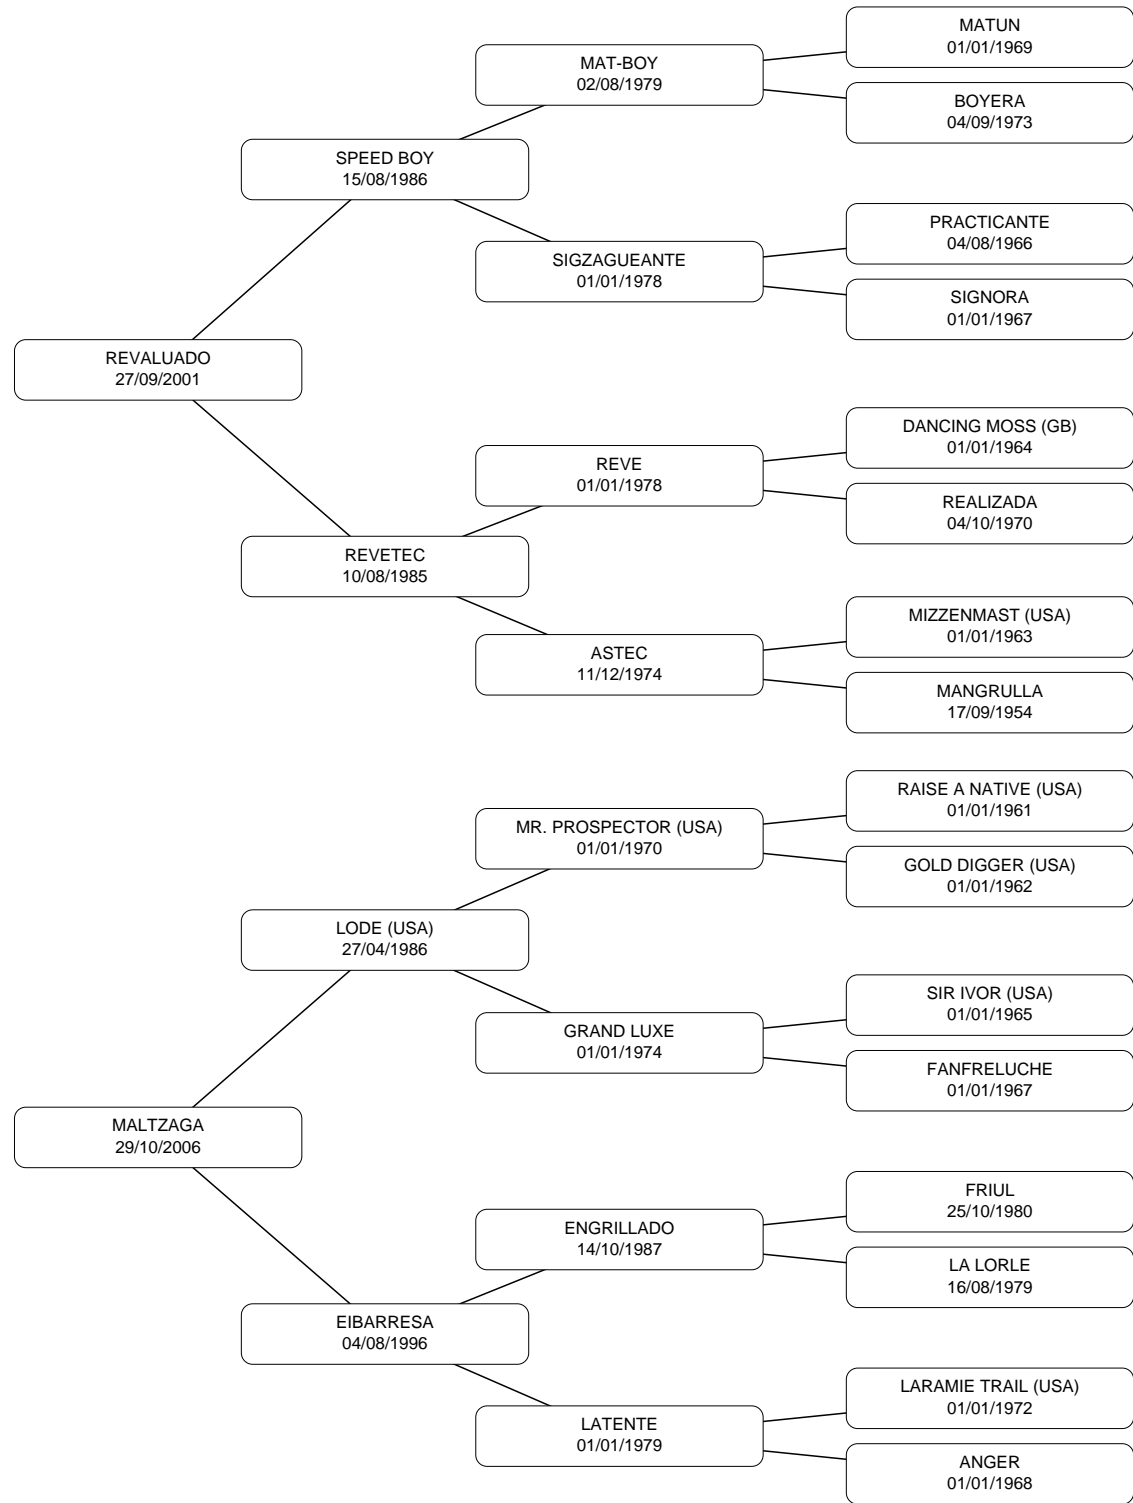 MATUN
01/01/1969
MAT-BOY
02/08/1979
BOYERA
04/09/1973
SPEED BOY
15/08/1986
PRACTICANTE
04/08/1966
SIGZAGUEANTE
01/01/1978
SIGNORA
01/01/1967
REVALUADO
27/09/2001
DANCING MOSS (GB)
01/01/1964
REVE
01/01/1978
REALIZADA
04/10/1970
REVETEC
10/08/1985
MIZZENMAST (USA)
01/01/1963
ASTEC
11/12/1974
MANGRULLA
17/09/1954
RAISE A NATIVE (USA)
01/01/1961
MR. PROSPECTOR (USA)
01/01/1970
GOLD DIGGER (USA)
01/01/1962
LODE (USA)
27/04/1986
SIR IVOR (USA)
01/01/1965
GRAND LUXE
01/01/1974
FANFRELUCHE
01/01/1967
MALTZAGA
29/10/2006
FRIUL
25/10/1980
ENGRILLADO
14/10/1987
LA LORLE
16/08/1979
EIBARRESA
04/08/1996
LARAMIE TRAIL (USA)
01/01/1972
LATENTE
01/01/1979
ANGER
01/01/1968